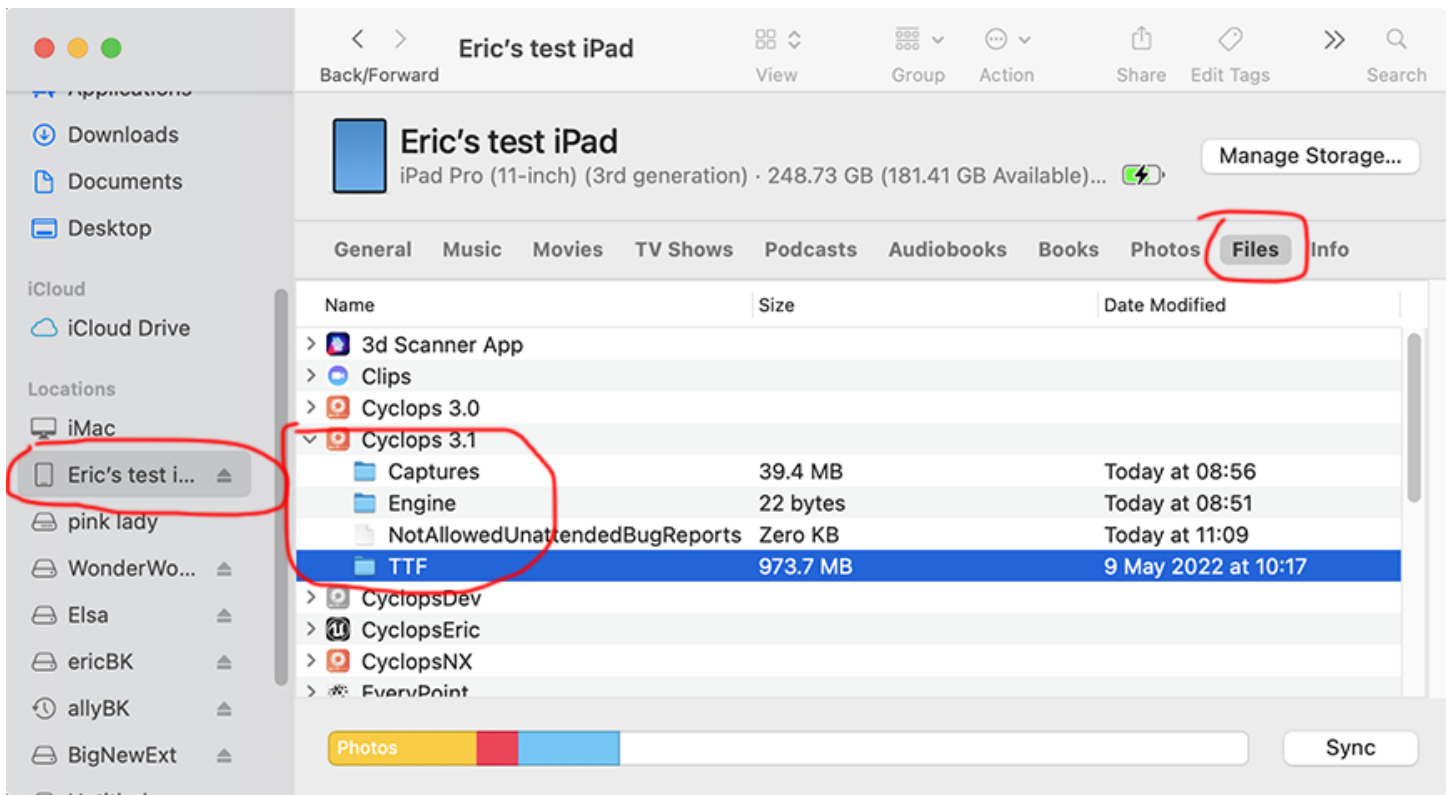 Eric’s test iPad
Back/Forward
View
Group
Action
Share
Edit Tags
Search
Applications
Downloads
Documents
Desktop
iCloud
iCloud Drive
Locations
iMac
Eric’s test i...
pink lady
WonderWo...
Elsa
ericBK
allyBK
BigNewExt
Eric’s test iPad
iPad Pro (11-inch) (3rd generation) · 248.73 GB (181.41 GB Available)...
Manage Storage...
General Music Movies TV Shows Podcasts Audiobooks Books Photos Files Info
Name Size Date Modified
3d Scanner App
Clips
Cyclops 3.0
Cyclops 3.1
Captures 39.4 MB Today at 08:56
Engine 22 bytes Today at 08:51
NotAllowedUnattendedBugReports Zero KB Today at 11:09
TTF 973.7 MB 9 May 2022 at 10:17
CyclopsDev
CyclopsEric
CyclopsNX
EveryPoint
Photos
Sync